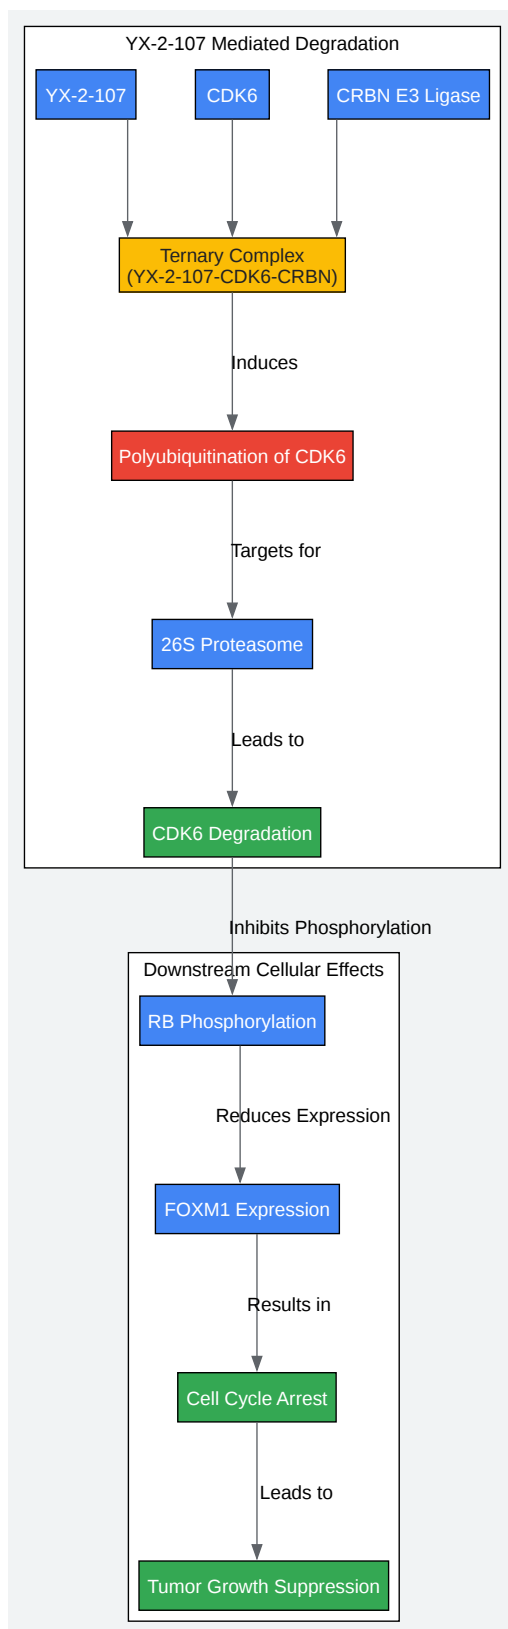 YX-2-107 Mediated Degradation
YX-2-107
CDK6
CRBN E3 Ligase
Ternary Complex
(YX-2-107-CDK6-CRBN)
Induces
Polyubiquitination of CDK6
Targets for
26S Proteasome
Leads to
CDK6 Degradation
Inhibits Phosphorylation
Downstream Cellular Effects
RB Phosphorylation
Reduces Expression
FOXM1 Expression
Results in
Cell Cycle Arrest
Leads to
Tumor Growth Suppression